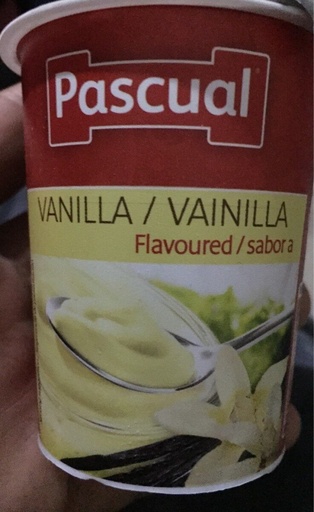 Pascual
VANILLA / VAINILLA
Flavoured / sabor a